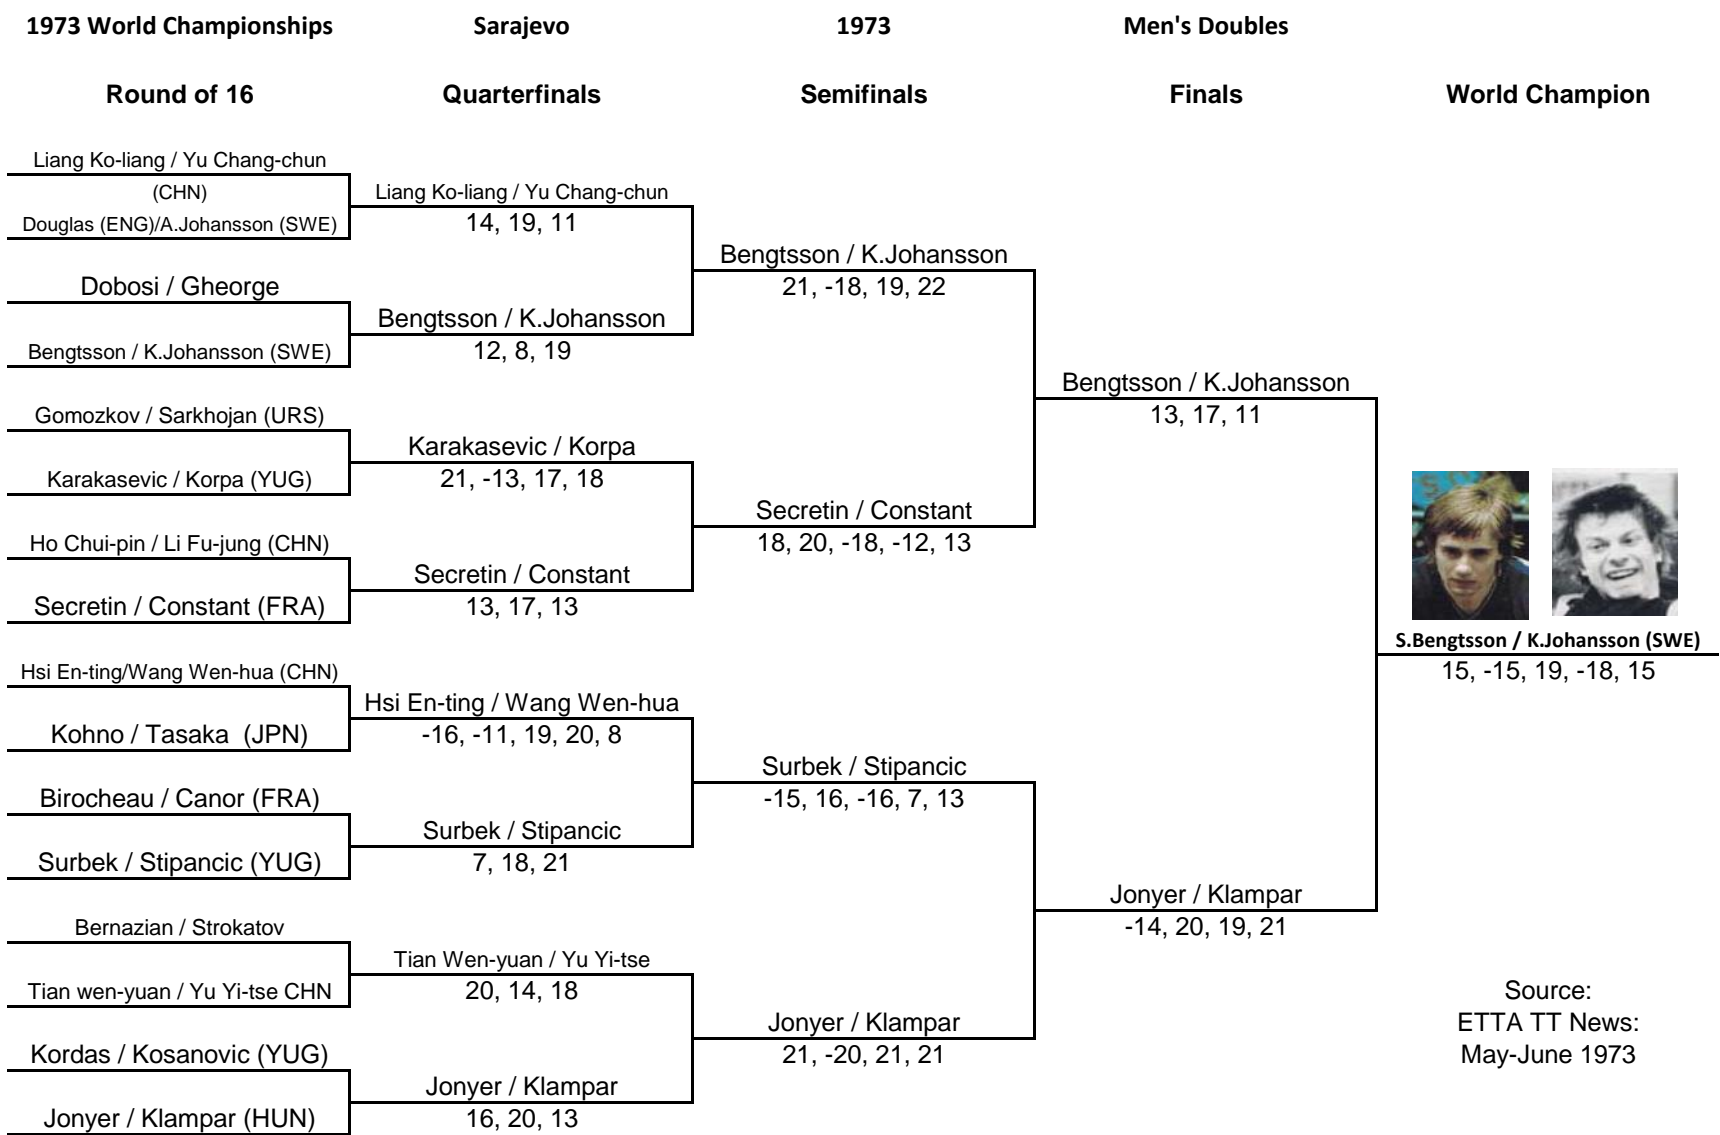 1973 World Championships
Sarajevo
1973
Men's Doubles
Round of 16
Quarterfinals
Semifinals
Finals
World Champion
Liang Ko-liang / Yu Chang-chun
(CHN)
Douglas (ENG)/A.Johansson (SWE)
Dobosi / Gheorge
Bengtsson / K.Johansson (SWE)
Gomozkov / Sarkhojan (URS)
Karakasevic / Korpa (YUG)
Ho Chui-pin / Li Fu-jung (CHN)
Secretin / Constant (FRA)
Hsi En-ting/Wang Wen-hua (CHN)
Kohno / Tasaka (JPN)
Birocheau / Canor (FRA)
Surbek / Stipancic (YUG)
Bernazian / Strokatov
Tian wen-yuan / Yu Yi-tse CHN
Kordas / Kosanovic (YUG)
Jonyer / Klampar (HUN)
Liang Ko-liang / Yu Chang-chun
14, 19, 11
Bengtsson / K.Johansson
12, 8, 19
Karakasevic / Korpa
21, -13, 17, 18
Secretin / Constant
13, 17, 13
Hsi En-ting / Wang Wen-hua
-16, -11, 19, 20, 8
Surbek / Stipancic
7, 18, 21
Tian Wen-yuan / Yu Yi-tse
20, 14, 18
Jonyer / Klampar
16, 20, 13
Bengtsson / K.Johansson
21, -18, 19, 22
Secretin / Constant
18, 20, -18, -12, 13
Surbek / Stipancic
-15, 16, -16, 7, 13
Jonyer / Klampar
21, -20, 21, 21
Bengtsson / K.Johansson
13, 17, 11
Jonyer / Klampar
-14, 20, 19, 21
S.Bengtsson / K.Johansson (SWE)
15, -15, 19, -18, 15
Source:
ETTA TT News:
May-June 1973